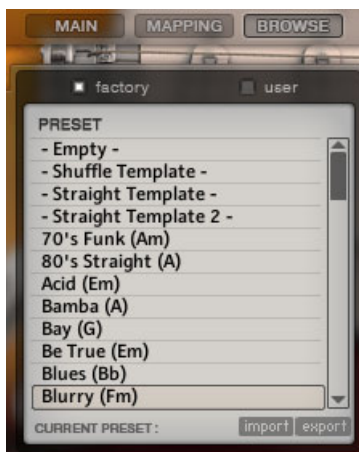 MAIN MAPPING BROWSE
factory user
PRESET
- Empty -
- Shuffle Template -
- Straight Template -
- Straight Template 2 -
70's Funk (Am)
80's Straight (A)
Acid (Em)
Bamba (A)
Bay (G)
Be True (Em)
Blues (Bb)
Blurry (Fm)
CURRENT PRESET: import export